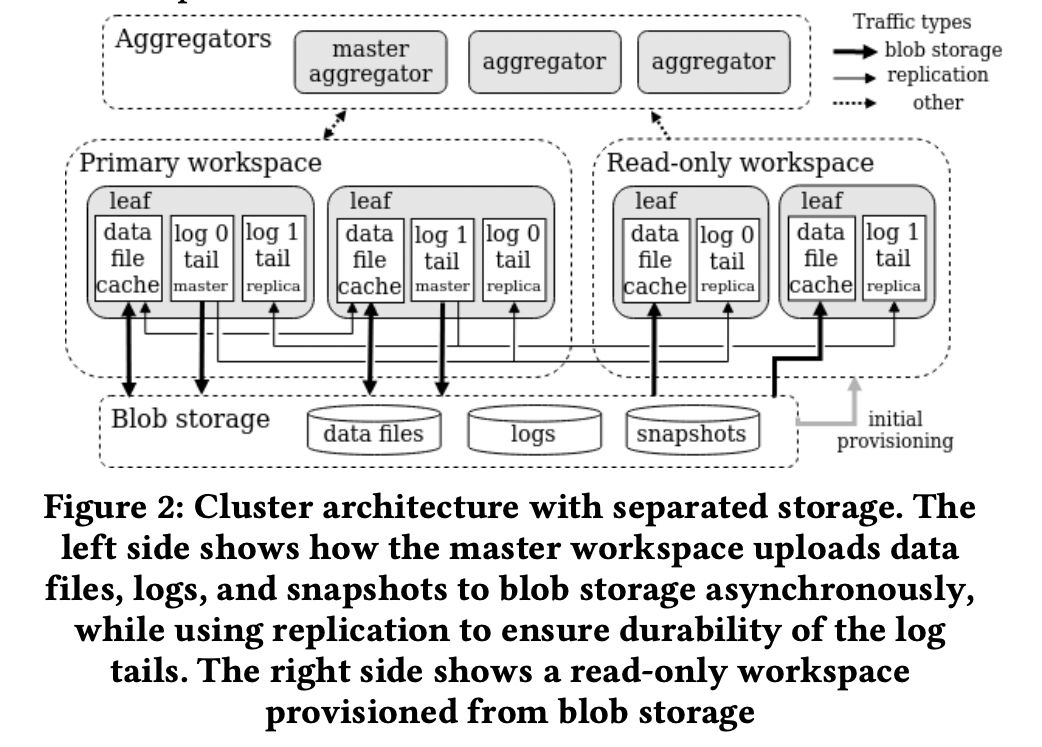 Aggregators
master
aggregator
aggregator
aggregator
Traffic types
blob storage
replication
other
Primary workspace
leaf
data
file
cache
log 0
tail
master
log 1
tail
replica
leaf
data
file
cache
log 1
tail
master
log 0
tail
replica
Read-only workspace
leaf
data
file
cache
log 0
tail
replica
leaf
data
file
cache
log 1
tail
replica
Blob storage
data files
logs
snapshots
initial
provisioning
Figure 2: Cluster architecture with separated storage. The
left side shows how the master workspace uploads data
files, logs, and snapshots to blob storage asynchronously,
while using replication to ensure durability of the log
tails. The right side shows a read-only workspace
provisioned from blob storage